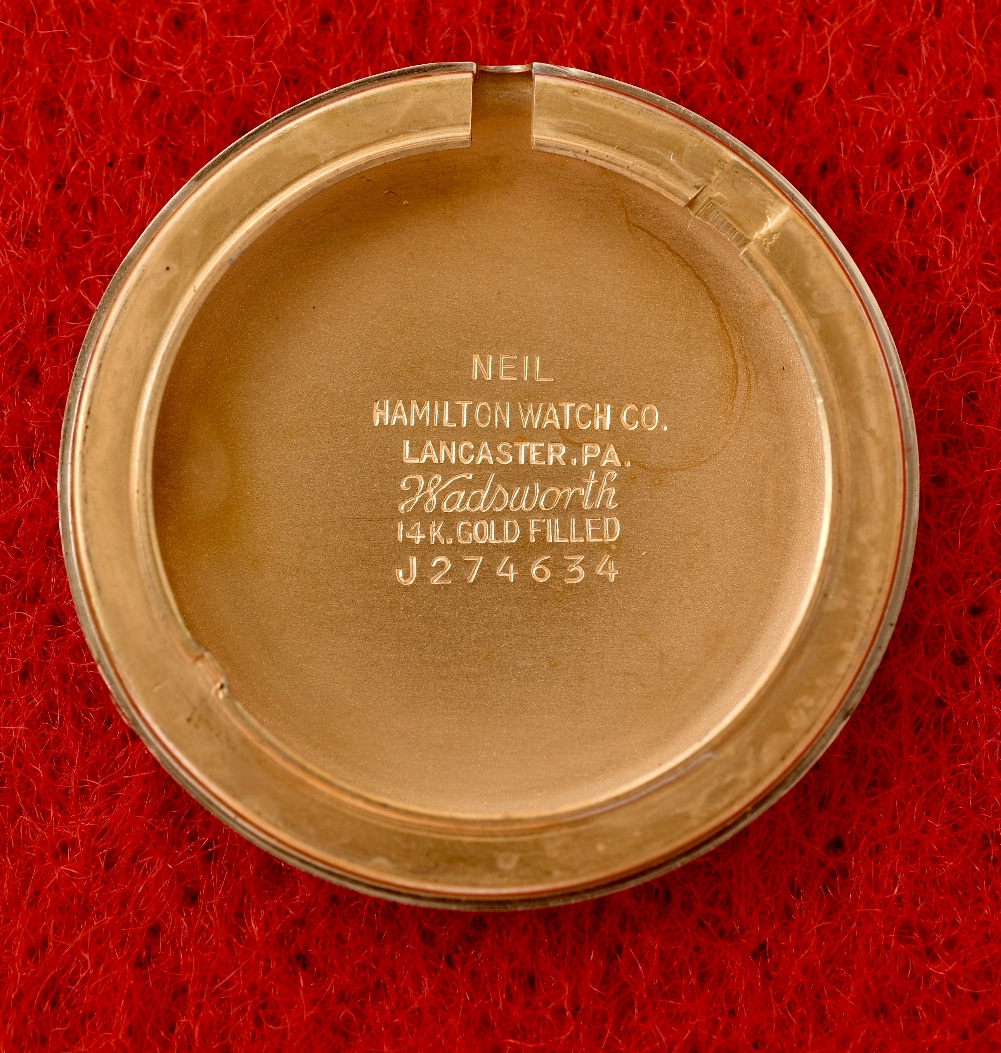 NEIL
HAMILTON WATCH CO.
LANCASTER.PA.
Wadsworth
14K.GOLD FILLED
J274634